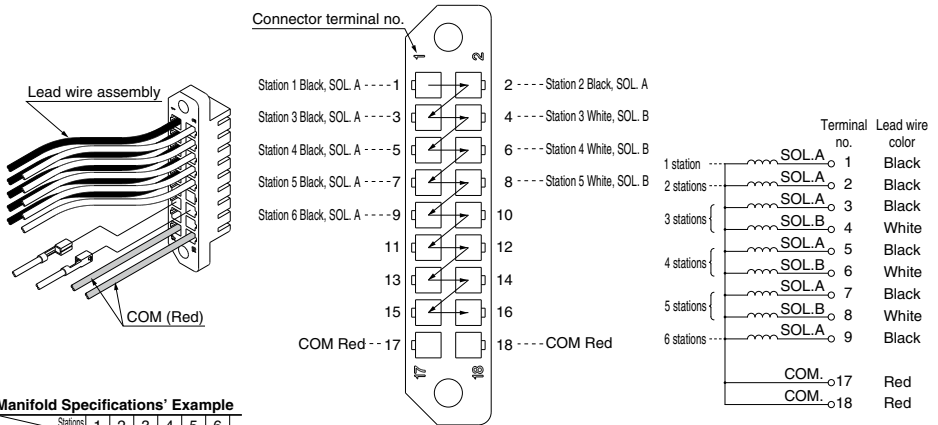 Connector terminal no.
Lead wire assembly
COM (Red)
1 2
Station 1 Black, SOL. A 1 2 Station 2 Black, SOL. A
Station 3 Black, SOL. A 3 4 Station 3 White, SOL. B
Station 4 Black, SOL. A 5 6 Station 4 White, SOL. B
Station 5 Black, SOL. A 7 8 Station 5 White, SOL. B
Station 6 Black, SOL. A 9 10
11 12
13 14
15 16
COM Red 17 18 COM Red
17 18
Terminal no. Lead wire color
1 station SOL.A 1 Black
2 stations SOL.A 2 Black
3 stations SOL.A 3 Black
SOL.B 4 White
4 stations SOL.A 5 Black
SOL.B 6 White
5 stations SOL.A 7 Black
SOL.B 8 White
6 stations SOL.A 9 Black
COM. 17 Red
COM. 18 Red
Manifold Specifications' Example
Stations 1 2 3 4 5 6